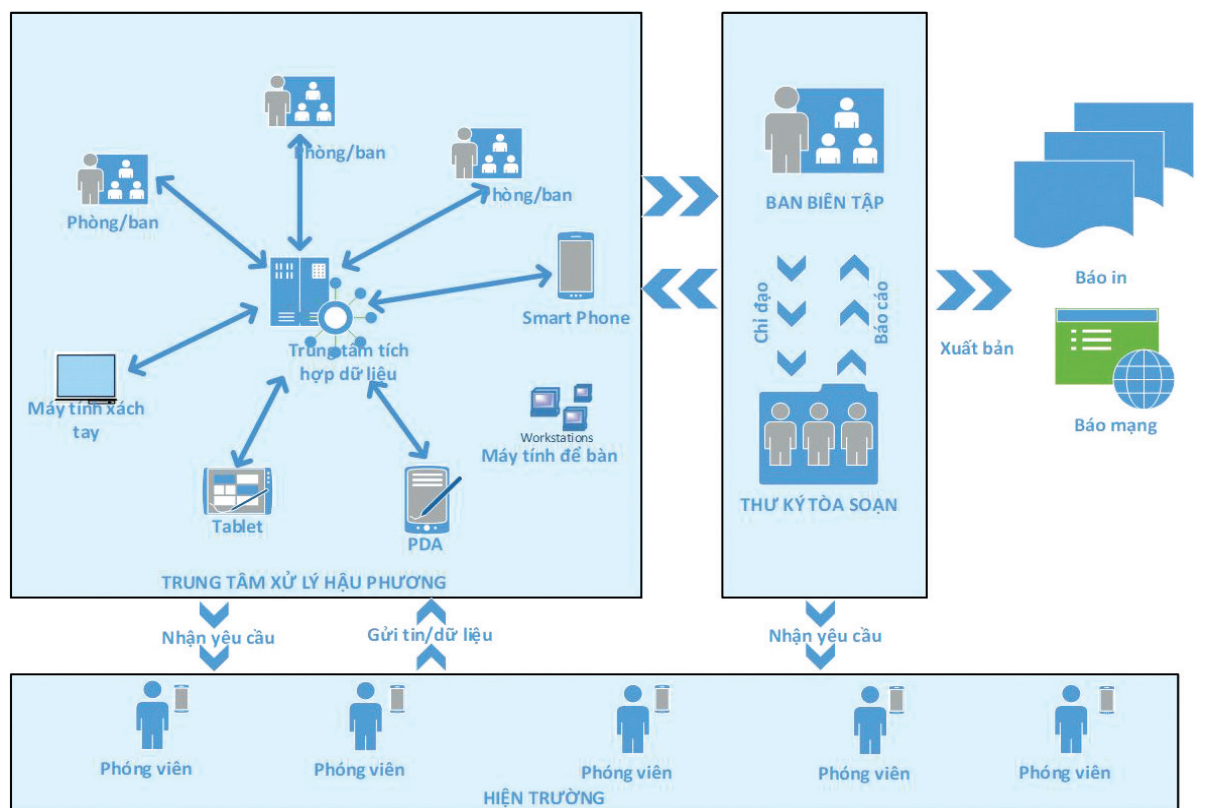 Phòng/ban
Phòng/ban
Phòng/ban
Smart Phone
Trung tâm tích
hợp dữ liệu
Máy tính xách
tay
Workstations
Máy tính để bàn
Tablet
PDA
TRUNG TÂM XỬ LÝ HẬU PHƯƠNG
BAN BIÊN TẬP
Chỉ đạo
Báo cáo
THƯ KÝ TÒA SOẠN
Xuất bản
Báo in
Báo mạng
Nhận yêu cầu
Gửi tin/dữ liệu
Nhận yêu cầu
Phóng viên
Phóng viên
Phóng viên
Phóng viên
Phóng viên
HIỆN TRƯỜNG